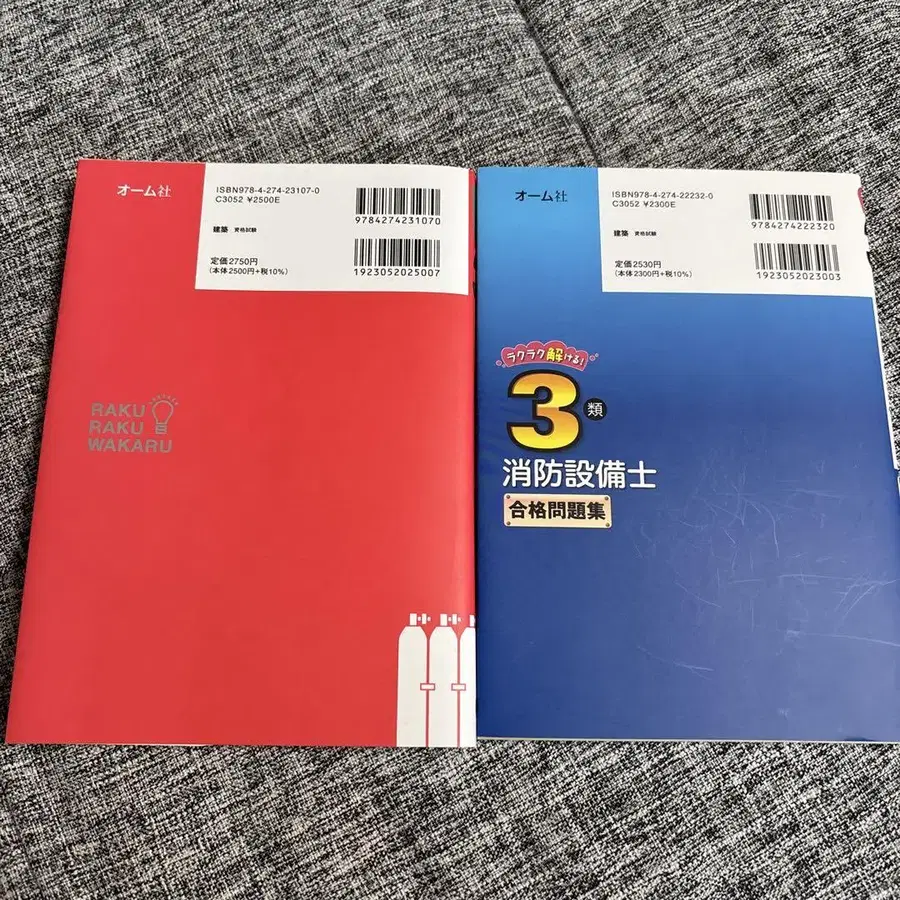 オーム社
ISBN978-4-274-23107-0
C3052 ¥2500E
9784274231070
建築 資格試験
定価2750円
(本体2500円+税10%)
1923052025007
RAKU
RAKU
WAKARU
オーム社
ISBN978-4-274-22232-0
C3052 ¥2300E
9784274222320
建築 資格試験
定価2530円
(本体2300円+税10%)
1923052023003
ラクラク解ける!
3類
消防設備士
合格問題集